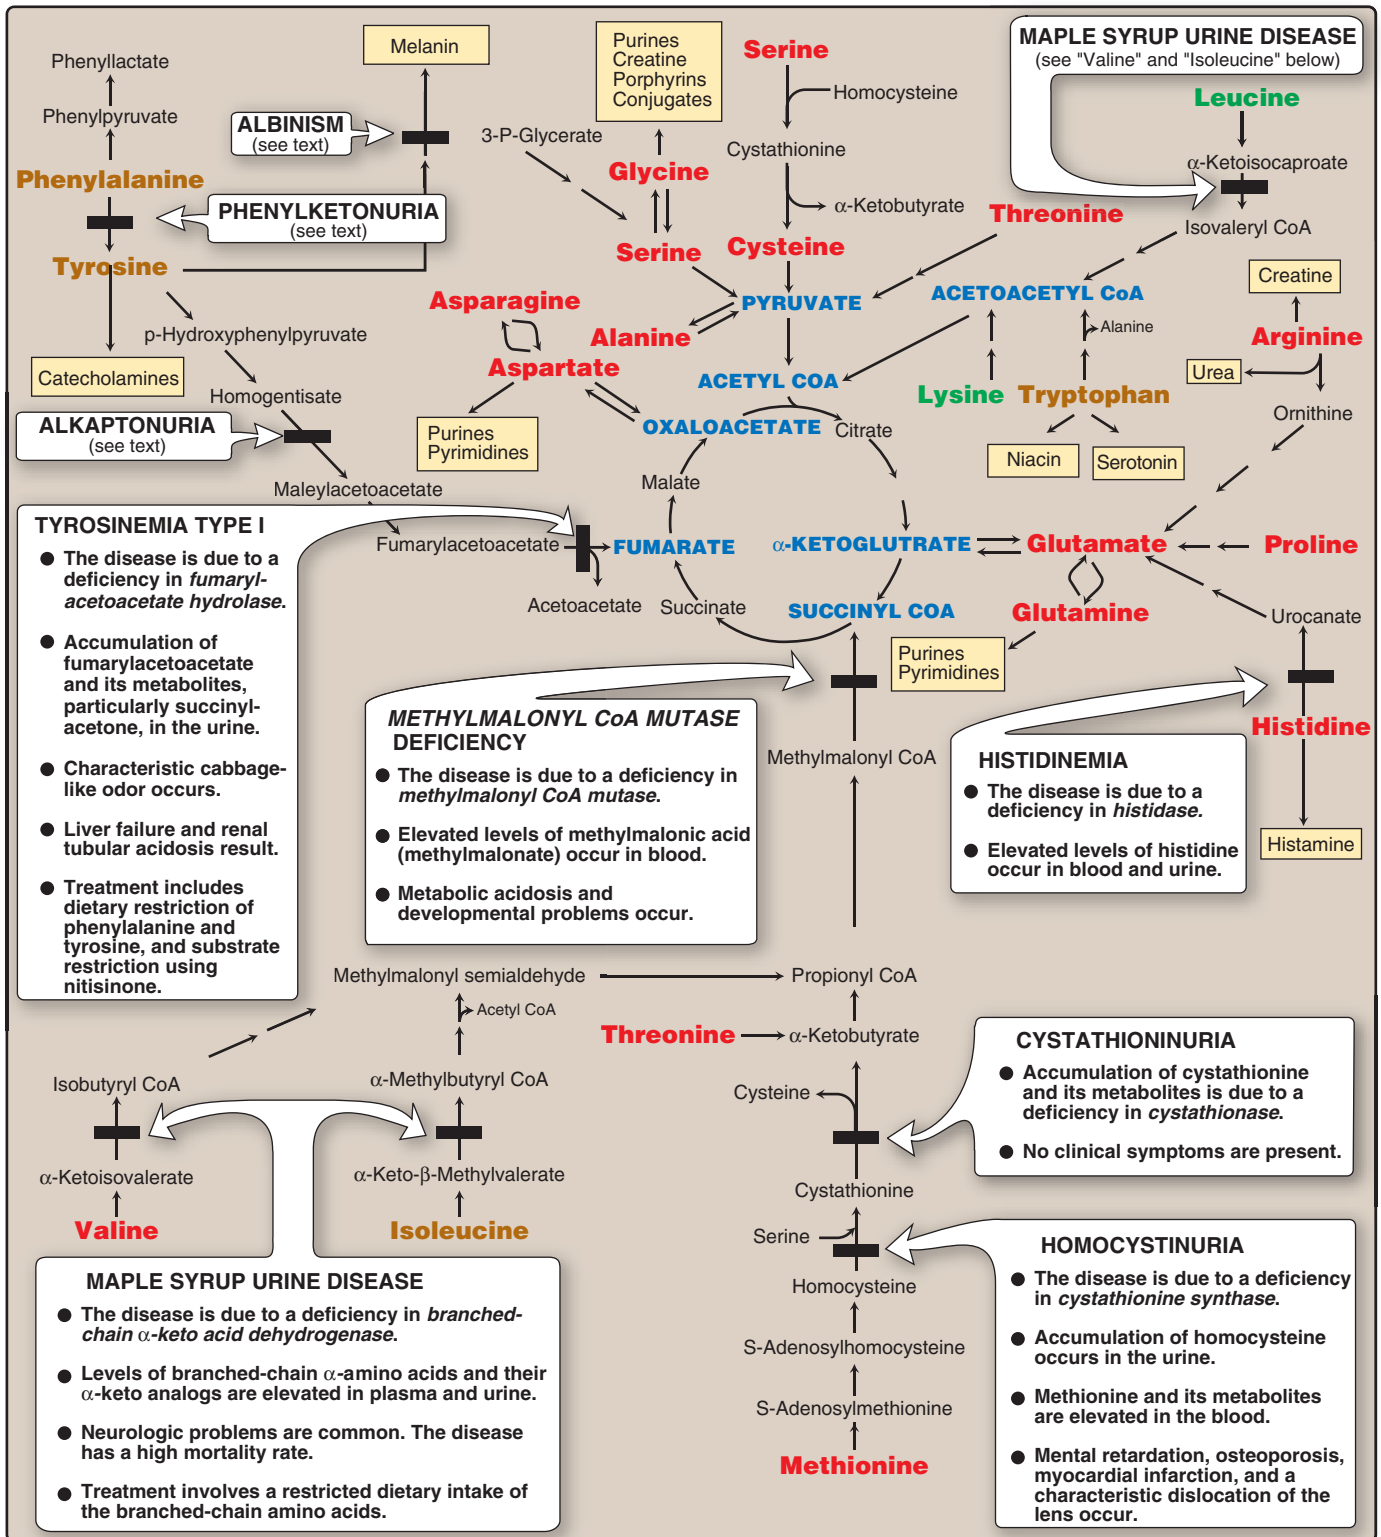 Phenyllactate
Phenylpyruvate
Phenylalanine
Melanin
ALBINISM
(see text)
PHENYLKETONURIA
(see text)
Tyrosine
Catecholamines
p-Hydroxyphenylpyruvate
Homogentisate
ALKAPTONURIA
(see text)
Maleylacetoacetate
Fumarylacetoacetate
Acetoacetate
Purines
Creatine
Porphyrins
Conjugates
3-P-Glycerate
Glycine
Serine
Serine
Homocysteine
Cystathionine
α-Ketobutyrate
Cysteine
Threonine
MAPLE SYRUP URINE DISEASE
(see "Valine" and "Isoleucine" below)
Leucine
α-Ketoisocaproate
Isovaleryl CoA
ACETOACETYL CoA
PYRUVATE
Alanine
Asparagine
Aspartate
Purines
Pyrimidines
ACETYL COA
Lysine
Alanine
Tryptophan
Niacin
Serotonin
Creatine
Arginine
Urea
Ornithine
OXALOACETATE
Citrate
Malate
FUMARATE
Succinate
α-KETOGLUTRATE
SUCCINYL COA
Glutamate
Proline
Glutamine
Purines
Pyrimidines
Urocanate
Histidine
Histamine
TYROSINEMIA TYPE I
● The disease is due to a
deficiency in fumaryl-
acetoacetate hydrolase.
● Accumulation of
fumarylacetoacetate
and its metabolites,
particularly succinyl-
acetone, in the urine.
● Characteristic cabbage-
like odor occurs.
● Liver failure and renal
tubular acidosis result.
● Treatment includes
dietary restriction of
phenylalanine and
tyrosine, and substrate
restriction using
nitisinone.
METHYLMALONYL CoA MUTASE
DEFICIENCY
● The disease is due to a deficiency in
methylmalonyl CoA mutase.
● Elevated levels of methylmalonic acid
(methylmalonate) occur in blood.
● Metabolic acidosis and
developmental problems occur.
Methylmalonyl CoA
HISTIDINEMIA
● The disease is due to a
deficiency in histidase.
● Elevated levels of histidine
occur in blood and urine.
Methylmalonyl semialdehyde
Propionyl CoA
Acetyl CoA
Threonine
α-Ketobutyrate
Isobutyryl CoA
α-Methylbutyryl CoA
α-Ketoisovalerate
α-Keto-β-Methylvalerate
Valine
Isoleucine
Cysteine
Cystathionine
Serine
Homocysteine
S-Adenosylhomocysteine
S-Adenosylmethionine
Methionine
CYSTATHIONINURIA
● Accumulation of cystathionine
and its metabolites is due to a
deficiency in cystathionase.
● No clinical symptoms are present.
MAPLE SYRUP URINE DISEASE
● The disease is due to a deficiency in branched-
chain α-keto acid dehydrogenase.
● Levels of branched-chain α-amino acids and their
α-keto analogs are elevated in plasma and urine.
● Neurologic problems are common. The disease
has a high mortality rate.
● Treatment involves a restricted dietary intake of
the branched-chain amino acids.
HOMOCYSTINURIA
● The disease is due to a deficiency
in cystathionine synthase.
● Accumulation of homocysteine
occurs in the urine.
● Methionine and its metabolites
are elevated in the blood.
● Mental retardation, osteoporosis,
myocardial infarction, and a
characteristic dislocation of the
lens occur.